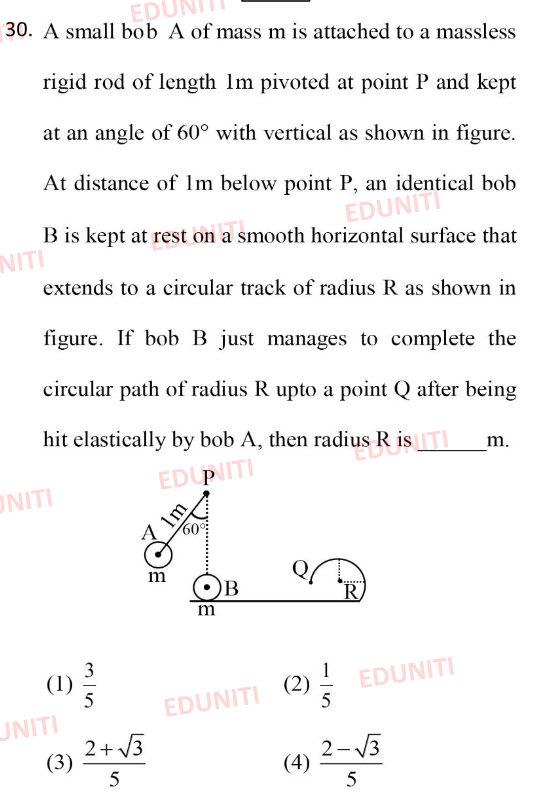 EDUNITI
30. A small bob A of mass m is attached to a massless
rigid rod of length 1m pivoted at point P and kept
at an angle of 60° with vertical as shown in figure.
At distance of 1m below point P, an identical bob
EDUNITI
B is kept at rest on a smooth horizontal surface that
EDUNITI
NITI
extends to a circular track of radius R as shown in
figure. If bob B just manages to complete the
circular path of radius R upto a point Q after being
hit elastically by bob A, then radius R is ______m.
EDUNITI
EDUNITI
UNITI
P
A 1m
60°
m
Q
B
R
m
(1) 3/5
(2) 1/5
EDUNITI
EDUNITI
UNITI
(3) 2+√3/5
(4) 2−√3/5